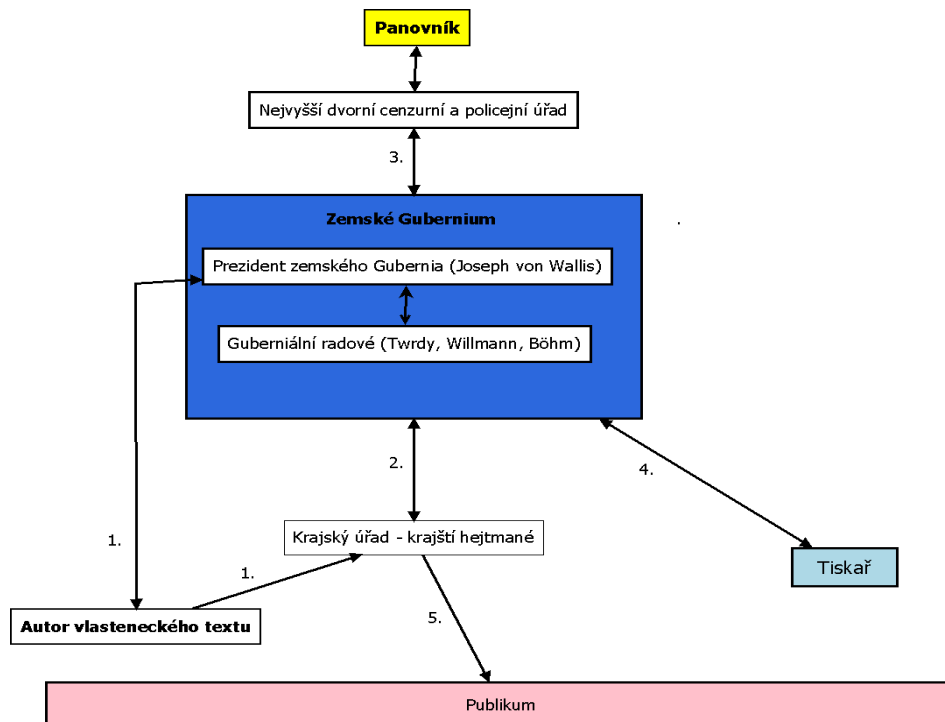 Panovník
Nejvyšší dvorní cenzurní a policejní úřad
3.
Zemské Gubernium
.
Prezident zemského Gubernia (Joseph von Wallis)
Guberniální radové (Twrdy, Willmann, Böhm)
2.
4.
Krajský úřad - krajští hejtmané
1.
Tiskař
1.
Autor vlasteneckého textu
5.
Publikum